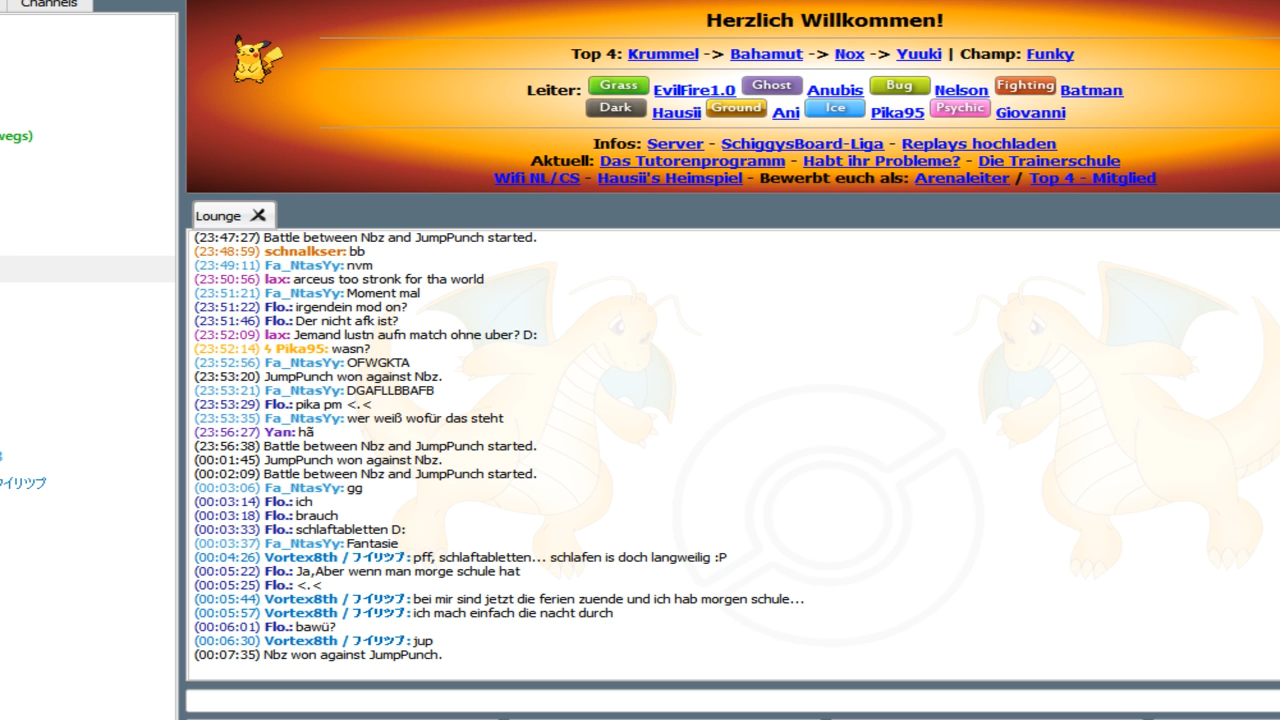 Channels
Herzlich Willkommen!
Top 4: Krummel -> Bahamut -> Nox -> Yuuki | Champ: Funky
Leiter: Grass EvilFire1.0 Ghost Anubis Bug Nelson Fighting Batman
Dark Hausii Ground Ani Ice Pika95 Psychic Giovanni
Infos: Server - SchiggysBoard-Liga - Replays hochladen
Aktuell: Das Tutorenprogramm - Habt ihr Probleme? - Die Trainerschule
Wifi NL/CS - Hausii's Heimspiel - Bewerbt euch als: Arenaleiter / Top 4 - Mitglied
wegs)
イリツプ
Lounge
(23:47:27) Battle between Nbz and JumpPunch started.
(23:48:59) schnalkser: bb
(23:49:11) Fa_NtasYy: nvm
(23:50:56) lax: arceus too stronk for tha world
(23:51:21) Fa_NtasYy: Moment mal
(23:51:22) Flo.: irgendein mod on?
(23:51:46) Flo.: Der nicht afk ist?
(23:52:09) lax: Jemand lustn aufn match ohne uber? D:
(23:52:14) ϟ Pika95: wasn?
(23:52:56) Fa_NtasYy: OFWGKTA
(23:53:20) JumpPunch won against Nbz.
(23:53:21) Fa_NtasYy: DGAFLLBBAFB
(23:53:29) Flo.: pika pm <.<
(23:53:35) Fa_NtasYy: wer weiß wofür das steht
(23:56:27) Yan: hã
(23:56:38) Battle between Nbz and JumpPunch started.
(00:01:45) JumpPunch won against Nbz.
(00:02:09) Battle between Nbz and JumpPunch started.
(00:03:06) Fa_NtasYy: gg
(00:03:14) Flo.: ich
(00:03:18) Flo.: brauch
(00:03:33) Flo.: schlaftabletten D:
(00:03:37) Fa_NtasYy: Fantasie
(00:04:26) Vortex8th / フイリツプ: pff, schlaftabletten... schlafen is doch langweilig :P
(00:05:22) Flo.: Ja,Aber wenn man morge schule hat
(00:05:25) Flo.: <.<
(00:05:44) Vortex8th / フイリツプ: bei mir sind jetzt die ferien zuende und ich hab morgen schule...
(00:05:57) Vortex8th / フイリツプ: ich mach einfach die nacht durch
(00:06:01) Flo.: bawü?
(00:06:30) Vortex8th / フイリツプ: jup
(00:07:35) Nbz won against JumpPunch.